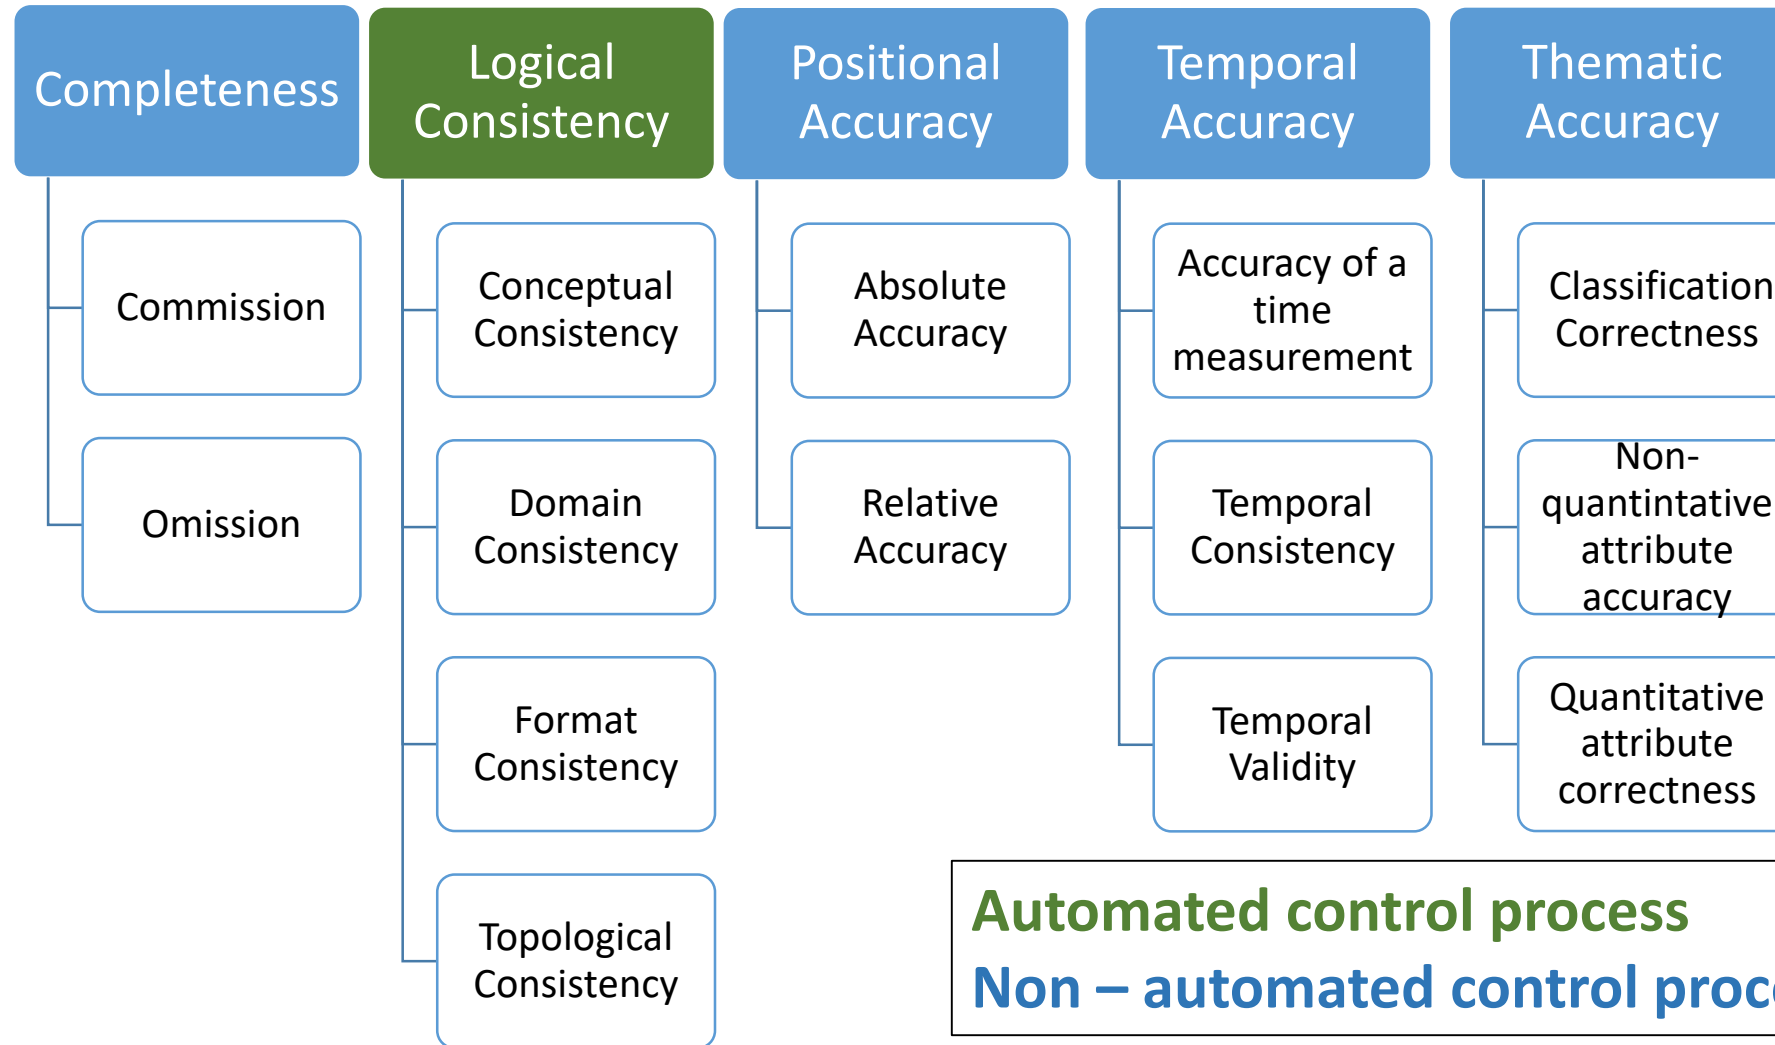 Completeness
Commission
Omission
Logical
Consistency
Conceptual
Consistency
Domain
Consistency
Format
Consistency
Topological
Consistency
Positional
Accuracy
Absolute
Accuracy
Relative
Accuracy
Temporal
Accuracy
Accuracy of a
time
measurement
Temporal
Consistency
Temporal
Validity
Thematic
Accuracy
Classification
Correctness
Non-
quantintative
attribute
accuracy
Quantitative
attribute
correctness
Automated control process
Non – automated control